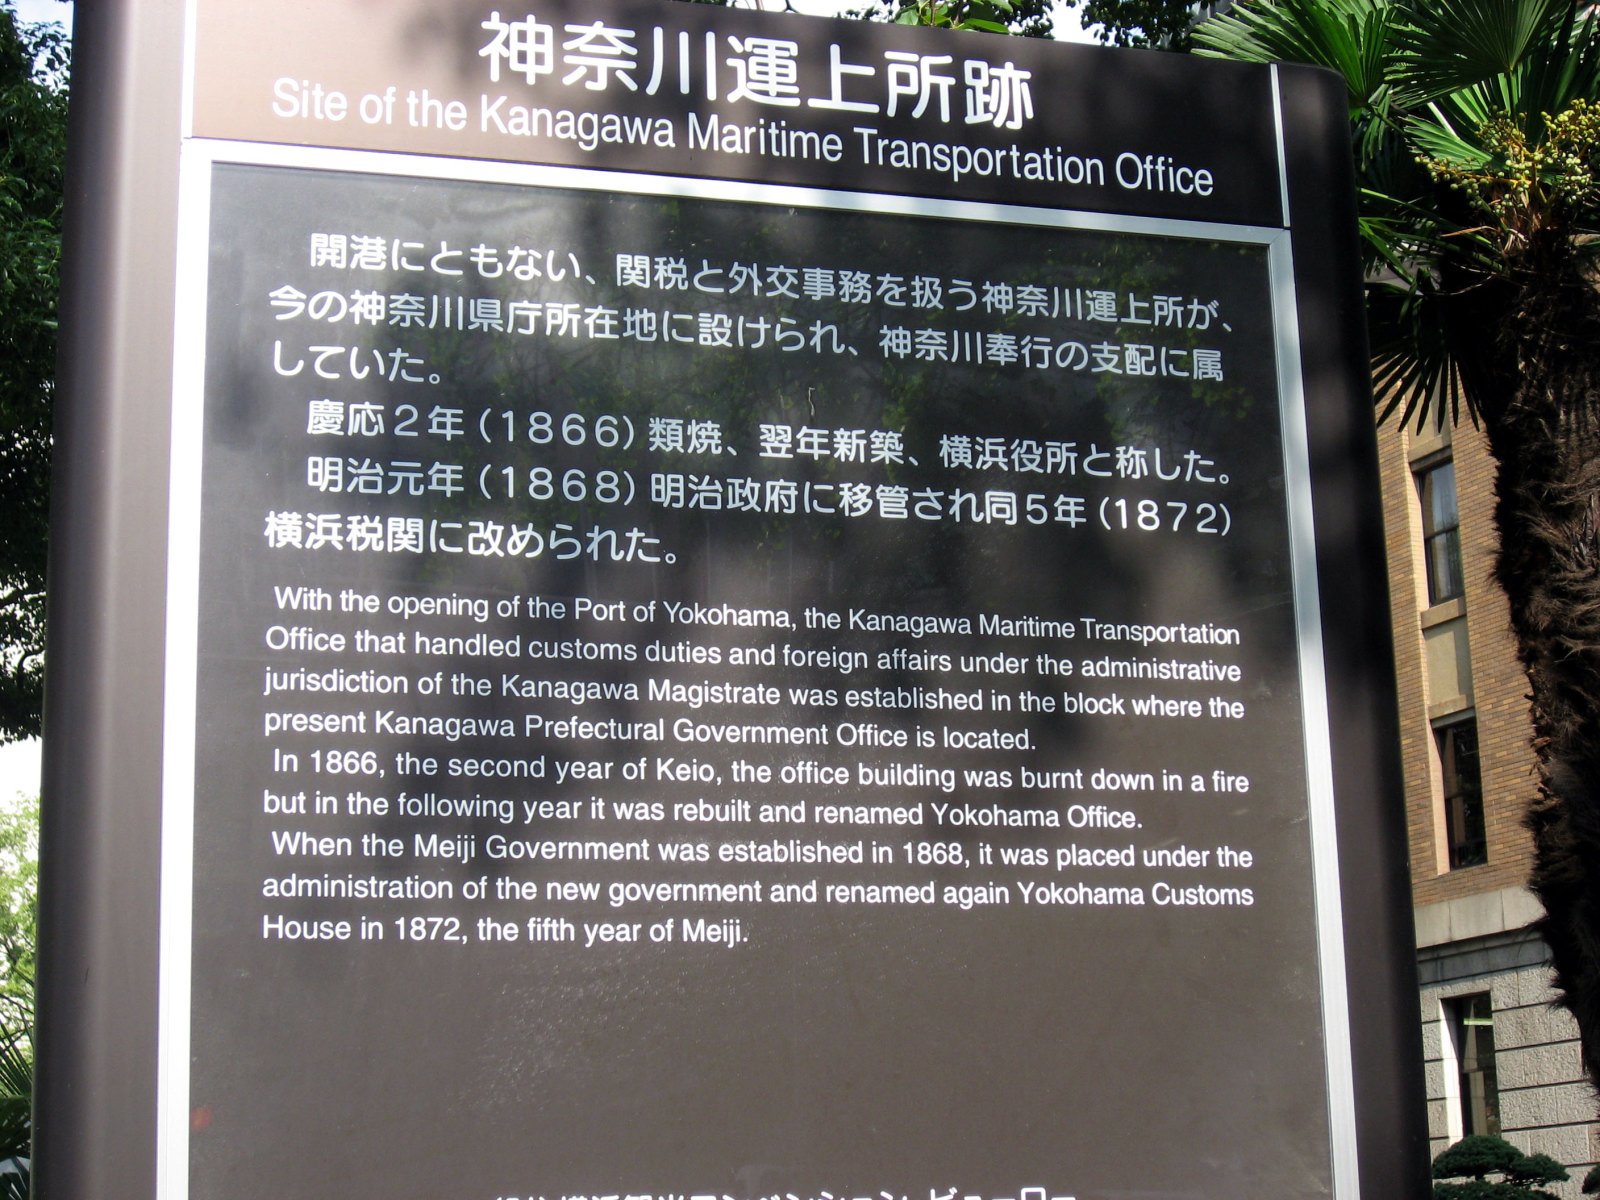 神奈川運上所跡
Site of the Kanagawa Maritime Transportation Office
開港にともない、関税と外交事務を扱う神奈川運上所が、
今の神奈川県庁所在地に設けられ、神奈川奉行の支配に属
していた。
慶応２年（１８６６）類焼、翌年新築、横浜役所と称した。
明治元年（１８６８）明治政府に移管され同５年（１８７２）
横浜税関に改められた。
With the opening of the Port of Yokohama, the Kanagawa Maritime Transportation
Office that handled customs duties and foreign affairs under the administrative
jurisdiction of the Kanagawa Magistrate was established in the block where the
present Kanagawa Prefectural Government Office is located.
In 1866, the second year of Keio, the office building was burnt down in a fire
but in the following year it was rebuilt and renamed Yokohama Office.
When the Meiji Government was established in 1868, it was placed under the
administration of the new government and renamed again Yokohama Customs
House in 1872, the fifth year of Meiji.